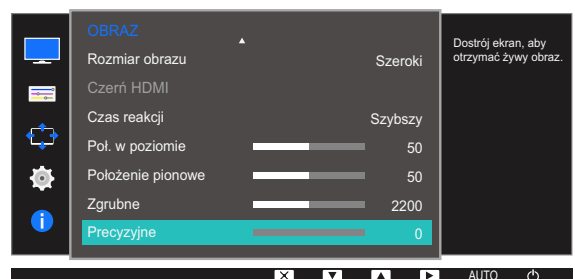 OBRAZ
Rozmiar obrazu Szeroki
Czerń HDMI
Czas reakcji Szybszy
Poł. w poziomie 50
Położenie pionowe 50
Zgrubne 2200
Precyzyjne 0
Dostrój ekran, aby
otrzymać żywy obraz.
AUTO